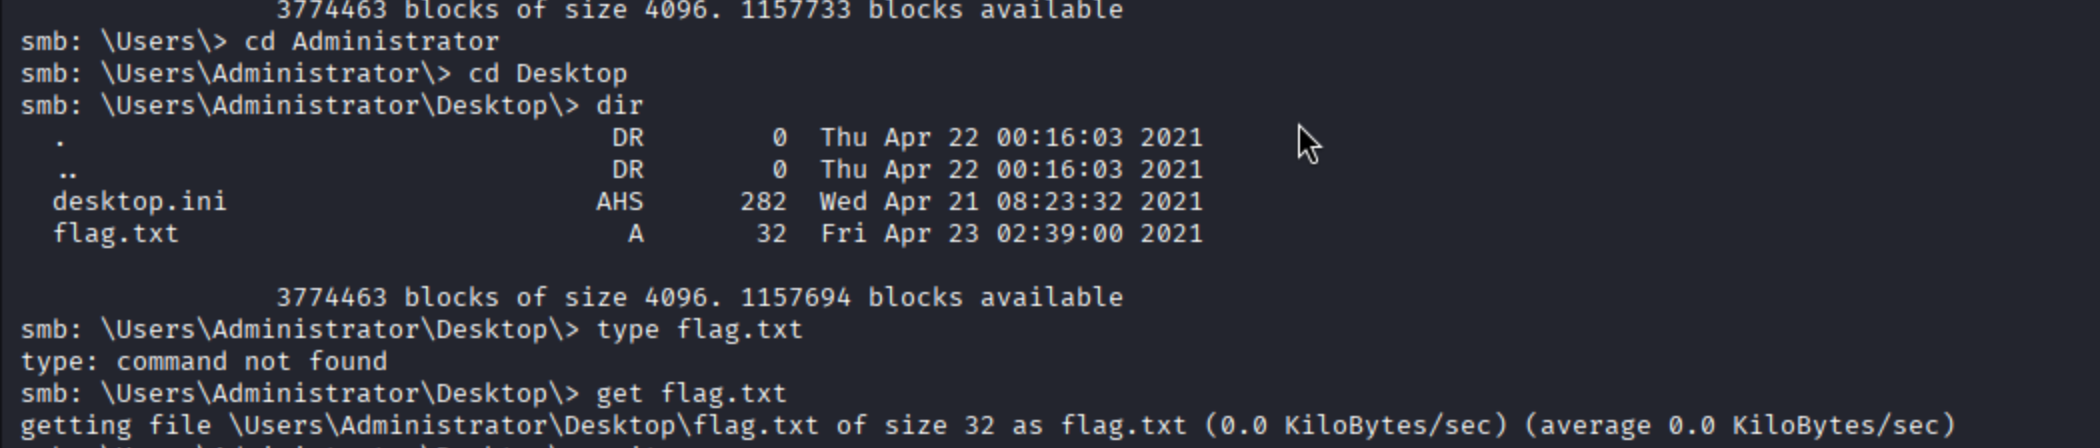 3774463 blocks of size 4096. 1157733 blocks available
smb: \Users\> cd Administrator
smb: \Users\Administrator\> cd Desktop
smb: \Users\Administrator\Desktop\> dir
. DR 0 Thu Apr 22 00:16:03 2021
.. DR 0 Thu Apr 22 00:16:03 2021
desktop.ini AHS 282 Wed Apr 21 08:23:32 2021
flag.txt A 32 Fri Apr 23 02:39:00 2021
3774463 blocks of size 4096. 1157694 blocks available
smb: \Users\Administrator\Desktop\> type flag.txt
type: command not found
smb: \Users\Administrator\Desktop\> get flag.txt
getting file \Users\Administrator\Desktop\flag.txt of size 32 as flag.txt (0.0 KiloBytes/sec) (average 0.0 KiloBytes/sec)